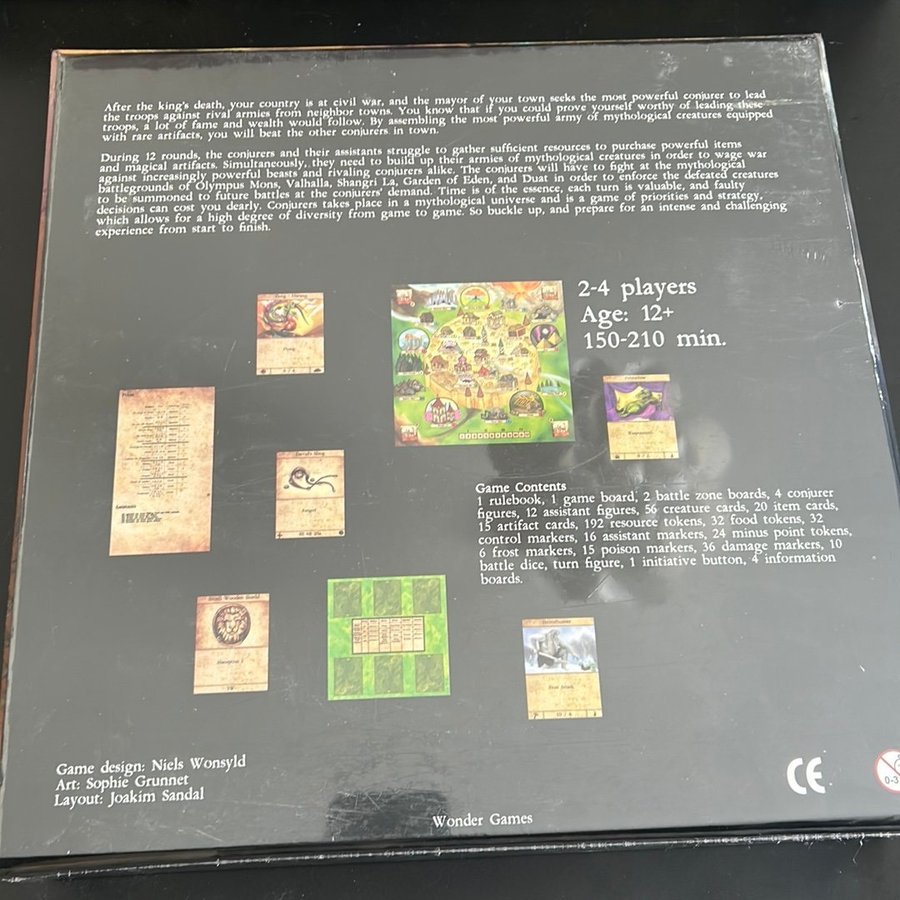 After the king's death, your country is at civil war, and the mayor of your town seeks the most powerful conjurer to lead
the troops against rival armies from neighbor towns. You know that if you could prove yourself worthy of leading these
troops, a lot of fame and wealth would follow. By assembling the most powerful army of mythological creatures equipped
with rare artifacts, you will beat the other conjurers in town.
During 12 rounds, the conjurers and their assistants struggle to gather sufficient resources to purchase powerful items
and magical artifacts. Simultaneously, they need to build up their armies of mythological creatures in order to wage war
against increasingly powerful beasts and rivaling conjurers alike. The conjurers will have to fight at the mythological
battlegrounds of Olympus Mons, Valhalla, Shangri La, Garden of Eden, and Duat in order to enforce the defeated creatures
to be summoned to future battles at the conjurers' demand. Time is of the essence, each turn is valuable, and faulty
decisions can cost you dearly. Conjurers takes place in a mythological universe and is a game of priorities and strategy,
which allows for a high degree of diversity from game to game. So buckle up, and prepare for an intense and challenging
experience from start to finish.
2-4 players
Age: 12+
150-210 min.
Game Contents
1 rulebook, 1 game board, 2 battle zone boards, 4 conjurer
figures, 12 assistant figures, 56 creature cards, 20 item cards,
15 artifact cards, 192 resource tokens, 32 food tokens, 32
control markers, 16 assistant markers, 24 minus point tokens,
6 frost markers, 15 poison markers, 36 damage markers, 10
battle dice, turn figure, 1 initiative button, 4 information
boards.
Small Wooden Shield
Game design: Niels Wonsyld
Art: Sophie Grunnet
Layout: Joakim Sandal
CE
0-3
Wonder Games